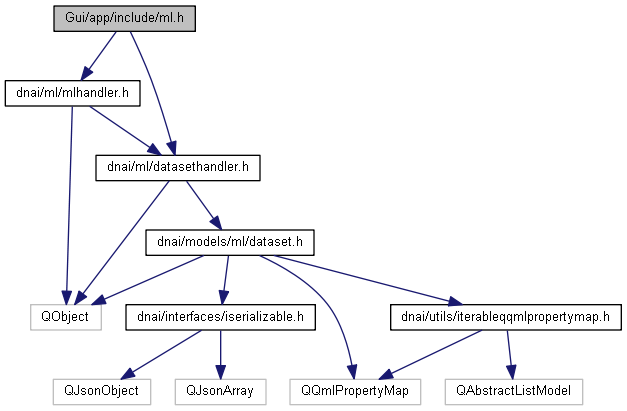 Gui/app/include/ml.h
dnai/ml/mlhandler.h
dnai/ml/datasethandler.h
dnai/models/ml/dataset.h
QObject
dnai/interfaces/iserializable.h
dnai/utils/iterableqqmlpropertymap.h
QJsonObject
QJsonArray
QQmlPropertyMap
QAbstractListModel